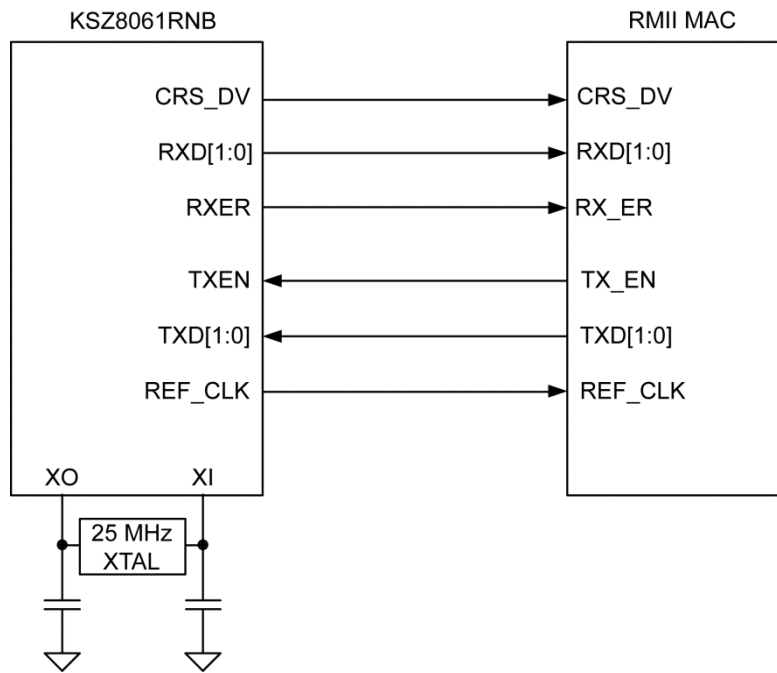 KSZ8061RNB
RMII MAC
CRS_DV
CRS_DV
RXD[1:0]
RXD[1:0]
RXER
RX_ER
TXEN
TX_EN
TXD[1:0]
TXD[1:0]
REF_CLK
REF_CLK
XO
XI
25 MHz
XTAL